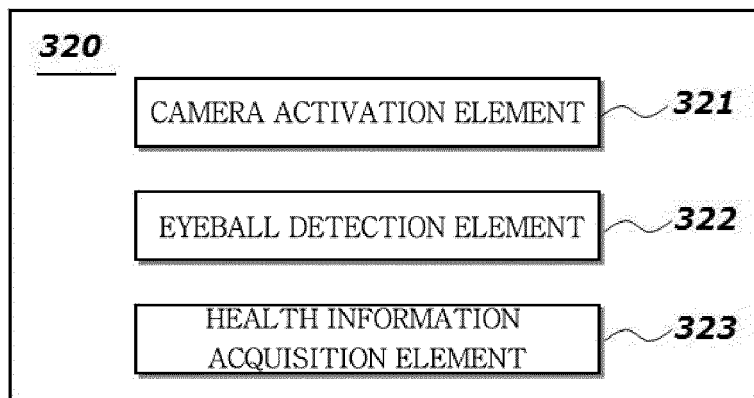 320
CAMERA ACTIVATION ELEMENT 321
EYEBALL DETECTION ELEMENT 322
HEALTH INFORMATION
ACQUISITION ELEMENT 323